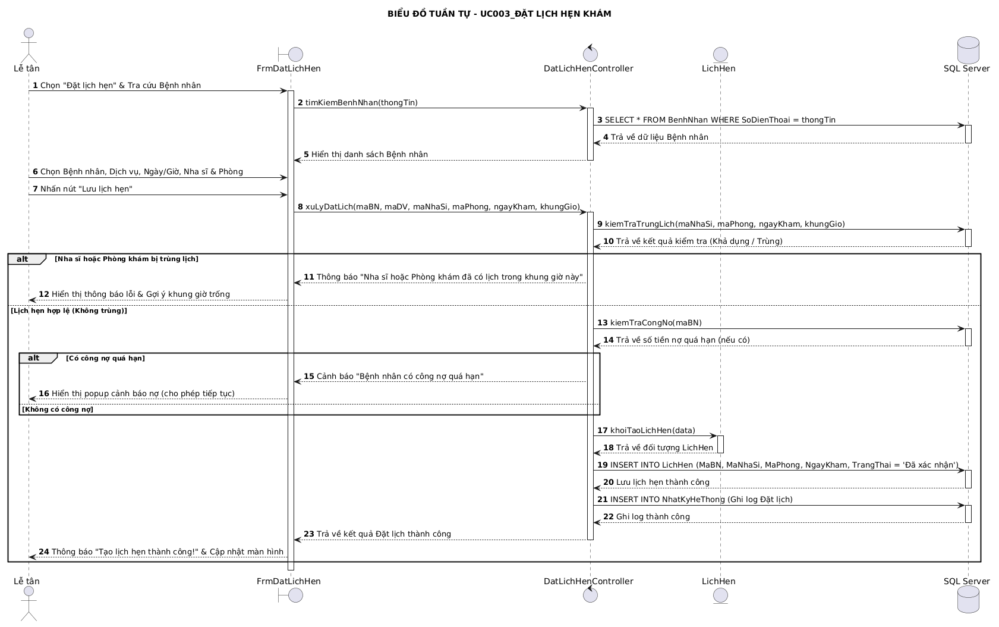 BIỂU ĐỒ TUẦN TỰ - UC003_ĐẶT LỊCH HẸN KHÁM
Lễ tân
FrmDatLichHen
DatLichHenController
LichHen
SQL Server
1 Chọn "Đặt lịch hẹn" & Tra cứu Bệnh nhân
2 timKiemBenhNhan(thongTin)
3 SELECT * FROM BenhNhan WHERE SoDienThoai = thongTin
4 Trả về dữ liệu Bệnh nhân
5 Hiển thị danh sách Bệnh nhân
6 Chọn Bệnh nhân, Dịch vụ, Ngày/Giờ, Nha sĩ & Phòng
7 Nhấn nút "Lưu lịch hẹn"
8 xuLyDatLich(maBN, maDV, maNhaSi, maPhong, ngayKham, khungGio)
9 kiemTraTrungLich(maNhaSi, maPhong, ngayKham, khungGio)
10 Trả về kết quả kiểm tra (Khả dụng / Trùng)
alt [Nha sĩ hoặc Phòng khám bị trùng lịch]
11 Thông báo "Nha sĩ hoặc Phòng khám đã có lịch trong khung giờ này"
12 Hiển thị thông báo lỗi & Gợi ý khung giờ trống
[Lịch hẹn hợp lệ (Không trùng)]
13 kiemTraCongNo(maBN)
14 Trả về số tiền nợ quá hạn (nếu có)
alt [Có công nợ quá hạn]
15 Cảnh báo "Bệnh nhân có công nợ quá hạn"
16 Hiển thị popup cảnh báo nợ (cho phép tiếp tục)
[Không có công nợ]
17 khoiTaoLichHen(data)
18 Trả về đối tượng LichHen
19 INSERT INTO LichHen (MaBN, MaNhaSi, MaPhong, NgayKham, TrangThai = 'Đã xác nhận')
20 Lưu lịch hẹn thành công
21 INSERT INTO NhatKyHeThong (Ghi log Đặt lịch)
22 Ghi log thành công
23 Trả về kết quả Đặt lịch thành công
24 Thông báo "Tạo lịch hẹn thành công!" & Cập nhật màn hình
Lễ tân
FrmDatLichHen
DatLichHenController
LichHen
SQL Server